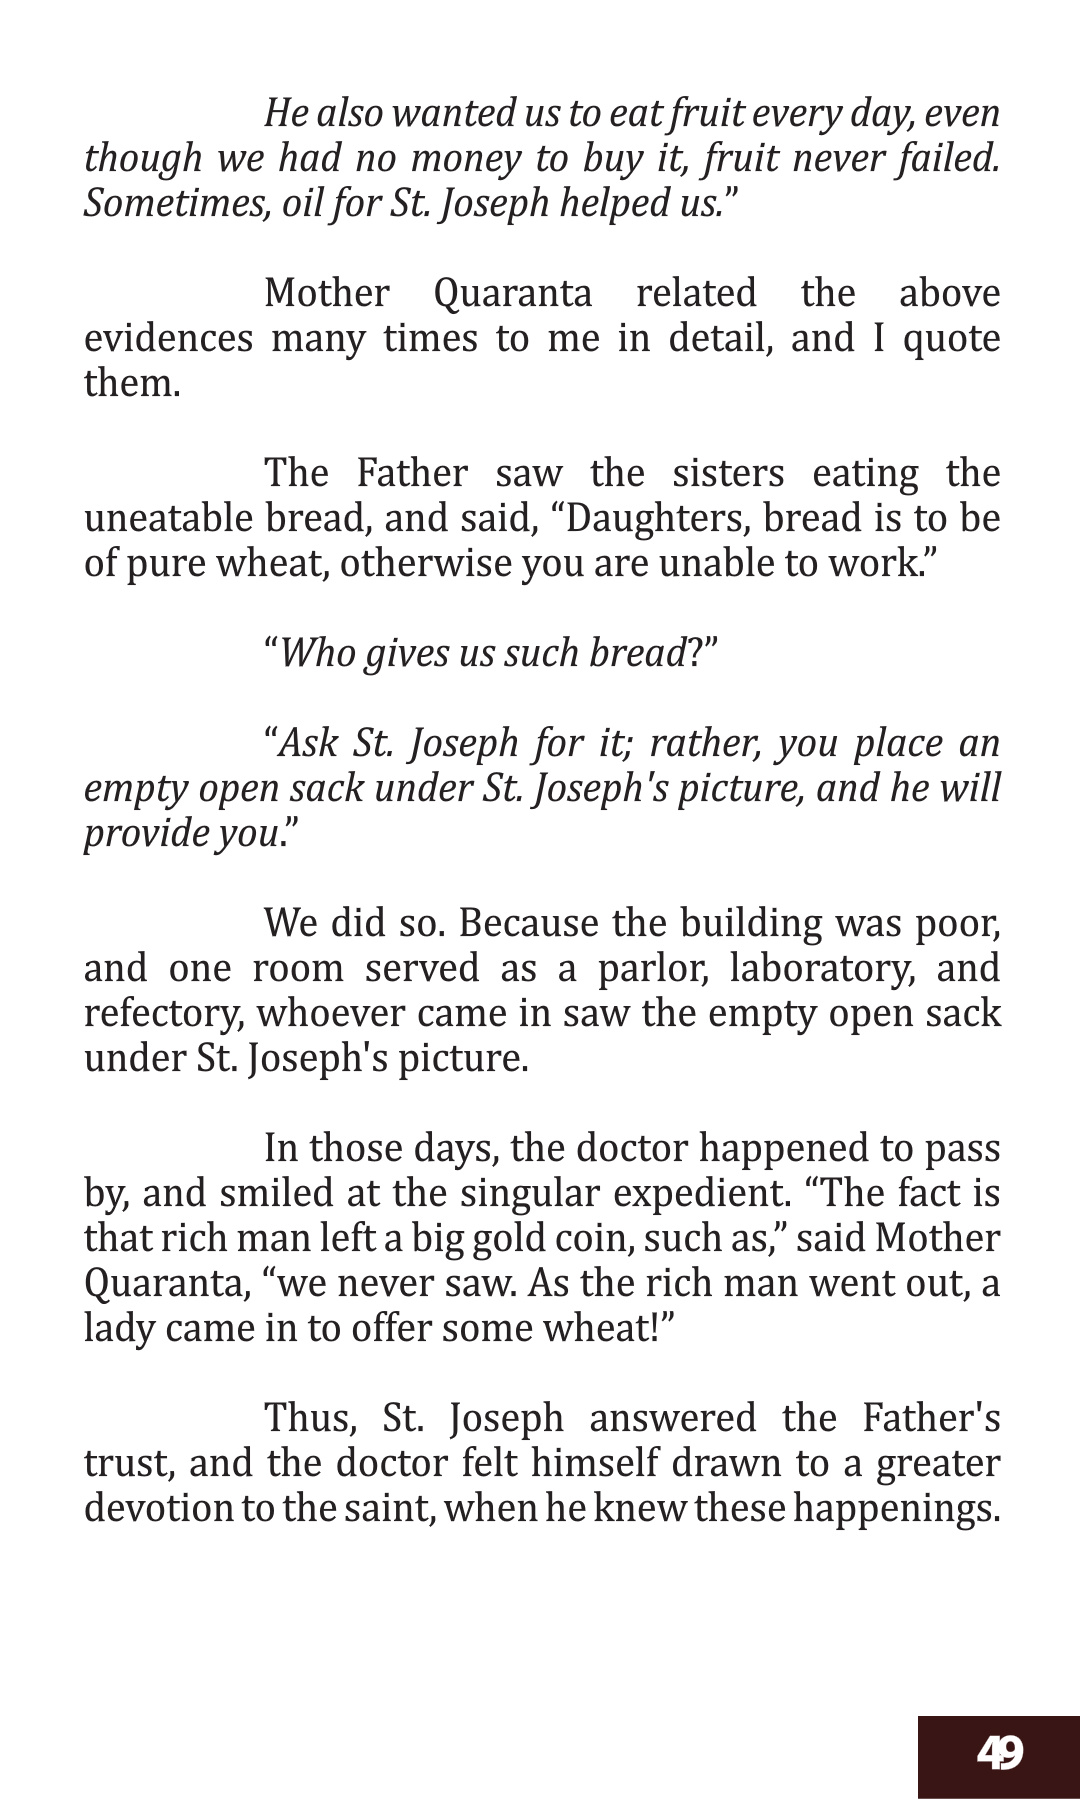 He also wanted us to eat fruit every day, even
though we had no money to buy it, fruit never failed.
Sometimes, oil for St. Joseph helped us.”
Mother Quaranta related the above
evidences many times to me in detail, and I quote
them.
The Father saw the sisters eating the
uneatable bread, and said, “Daughters, bread is to be
of pure wheat, otherwise you are unable to work.”
“Who gives us such bread?”
“Ask St. Joseph for it; rather, you place an
empty open sack under St. Joseph's picture, and he will
provide you.”
We did so. Because the building was poor,
and one room served as a parlor, laboratory, and
refectory, whoever came in saw the empty open sack
under St. Joseph's picture.
In those days, the doctor happened to pass
by, and smiled at the singular expedient. “The fact is
that rich man left a big gold coin, such as,” said Mother
Quaranta, “we never saw. As the rich man went out, a
lady came in to offer some wheat!”
Thus, St. Joseph answered the Father's
trust, and the doctor felt himself drawn to a greater
devotion to the saint, when he knew these happenings.
49